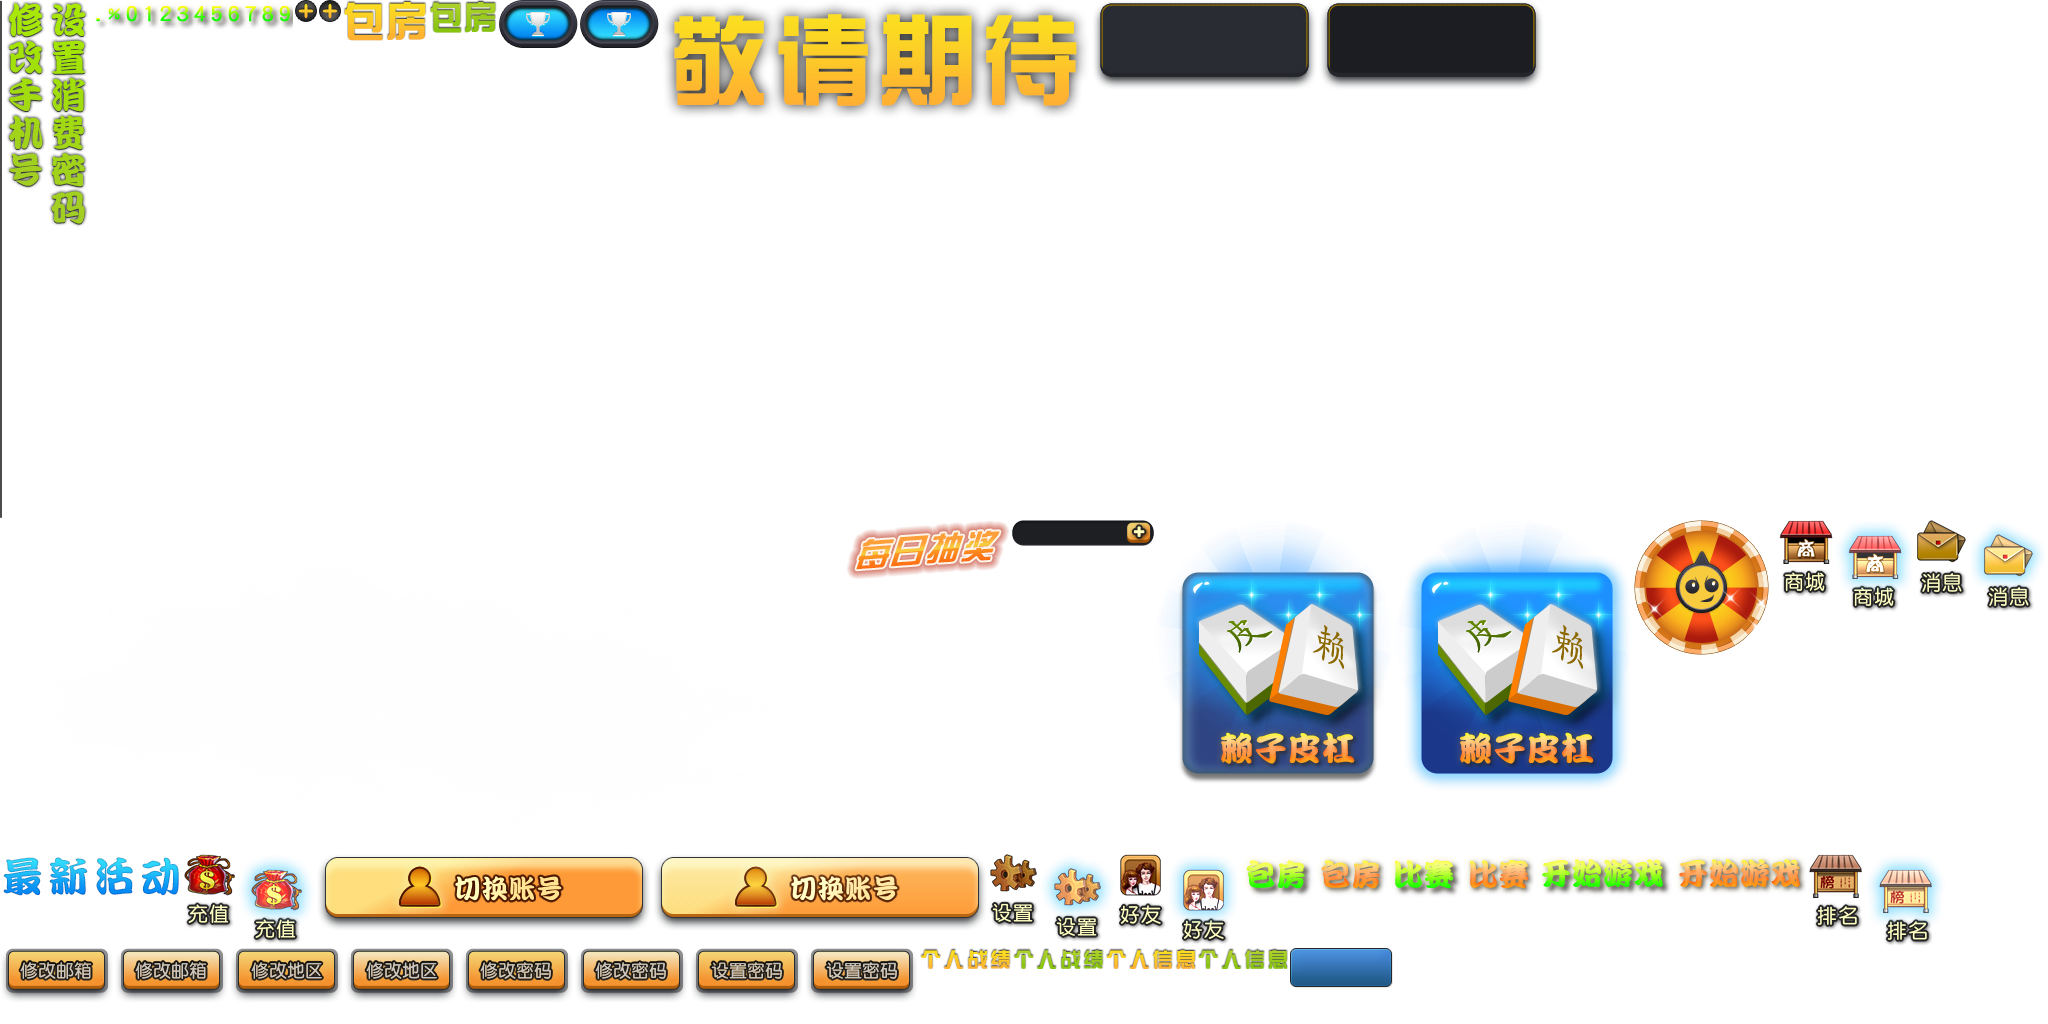 修改手机号
设置消费密码
.×0123456789
包房
包房
敬请期待
每日抽奖
皮
赖
赖子皮杠
皮
赖
赖子皮杠
商
商城
商
商城
消息
消息
最新活动
$
充值
$
充值
切换账号
切换账号
设置
设置
好友
好友
包房
包房
比赛
比赛
开始游戏
开始游戏
榜
排名
榜
排名
修改邮箱
修改邮箱
修改地区
修改地区
修改密码
修改密码
设置密码
设置密码
个人战绩
个人战绩
个人信息
个人信息